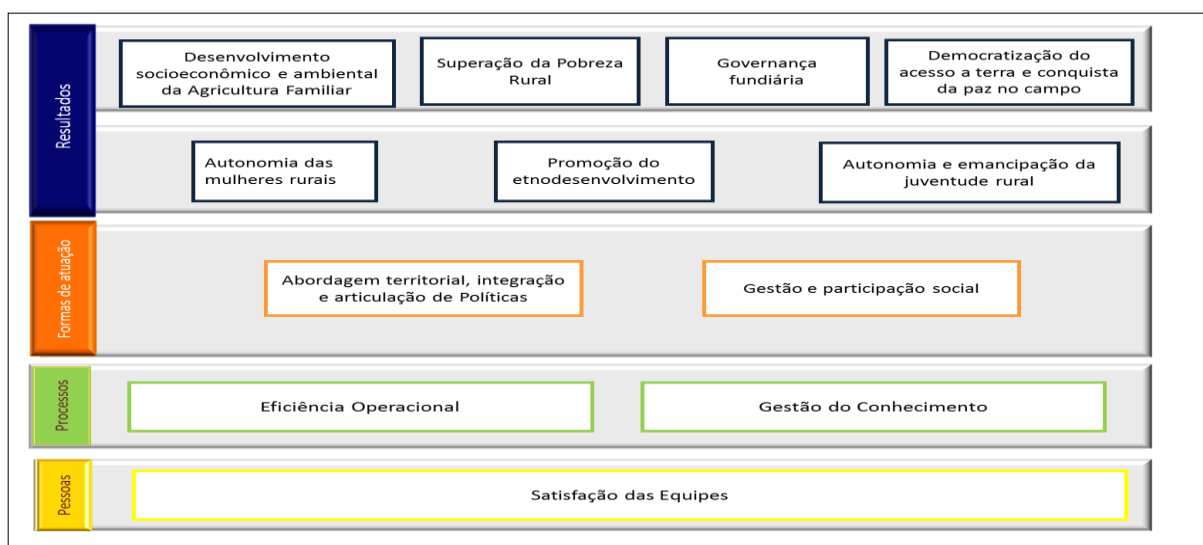 Resultados
Desenvolvimento
socioeconômico e ambiental
da Agricultura Familiar
Superação da Pobreza
Rural
Governança
fundiária
Democratização do
acesso a terra e conquista
da paz no campo
Autonomia das
mulheres rurais
Promoção do
etnodesenvolvimento
Autonomia e emancipação da
juventude rural
Formas de atuação
Abordagem territorial, integração
e articulação de Políticas
Gestão e participação social
Processos
Eficiência Operacional
Gestão do Conhecimento
Pessoas
Satisfação das Equipes